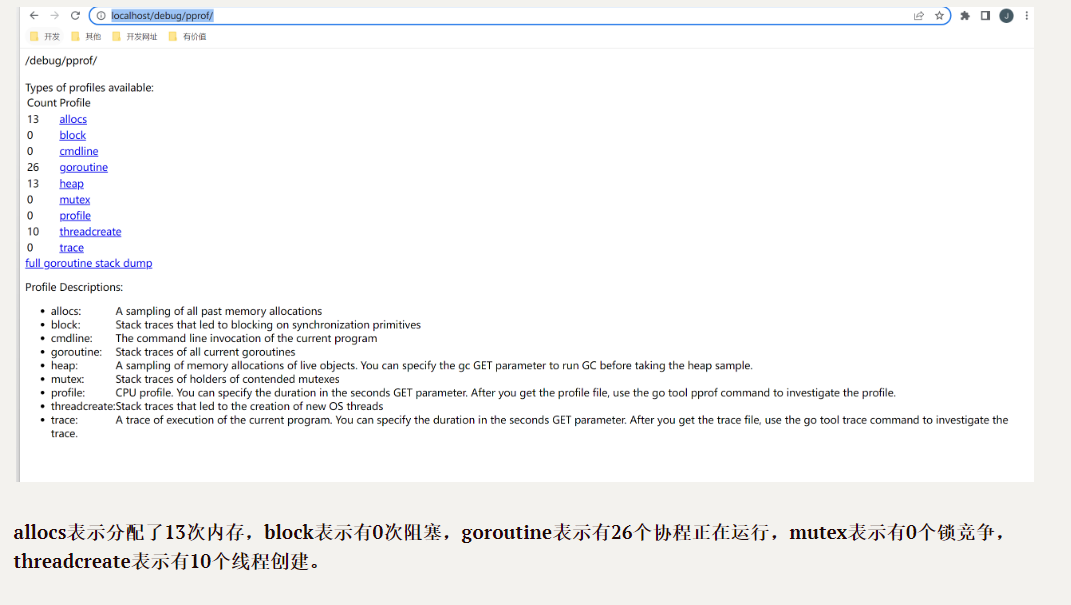 localhost/debug/pprof/
J
开发 其他 开发网址 有价值
/debug/pprof/
Types of profiles available:
Count Profile
13 allocs
0 block
0 cmdline
26 goroutine
13 heap
0 mutex
0 profile
10 threadcreate
0 trace
full goroutine stack dump
Profile Descriptions:
• allocs: A sampling of all past memory allocations
• block: Stack traces that led to blocking on synchronization primitives
• cmdline: The command line invocation of the current program
• goroutine: Stack traces of all current goroutines
• heap: A sampling of memory allocations of live objects. You can specify the gc GET parameter to run GC before taking the heap sample.
• mutex: Stack traces of holders of contended mutexes
• profile: CPU profile. You can specify the duration in the seconds GET parameter. After you get the profile file, use the go tool pprof command to investigate the profile.
• threadcreate:Stack traces that led to the creation of new OS threads
• trace: A trace of execution of the current program. You can specify the duration in the seconds GET parameter. After you get the trace file, use the go tool trace command to investigate the
trace.
allocs表示分配了13次内存，block表示有0次阻塞，goroutine表示有26个协程正在运行，mutex表示有0个锁竞争，
threadcreate表示有10个线程创建。